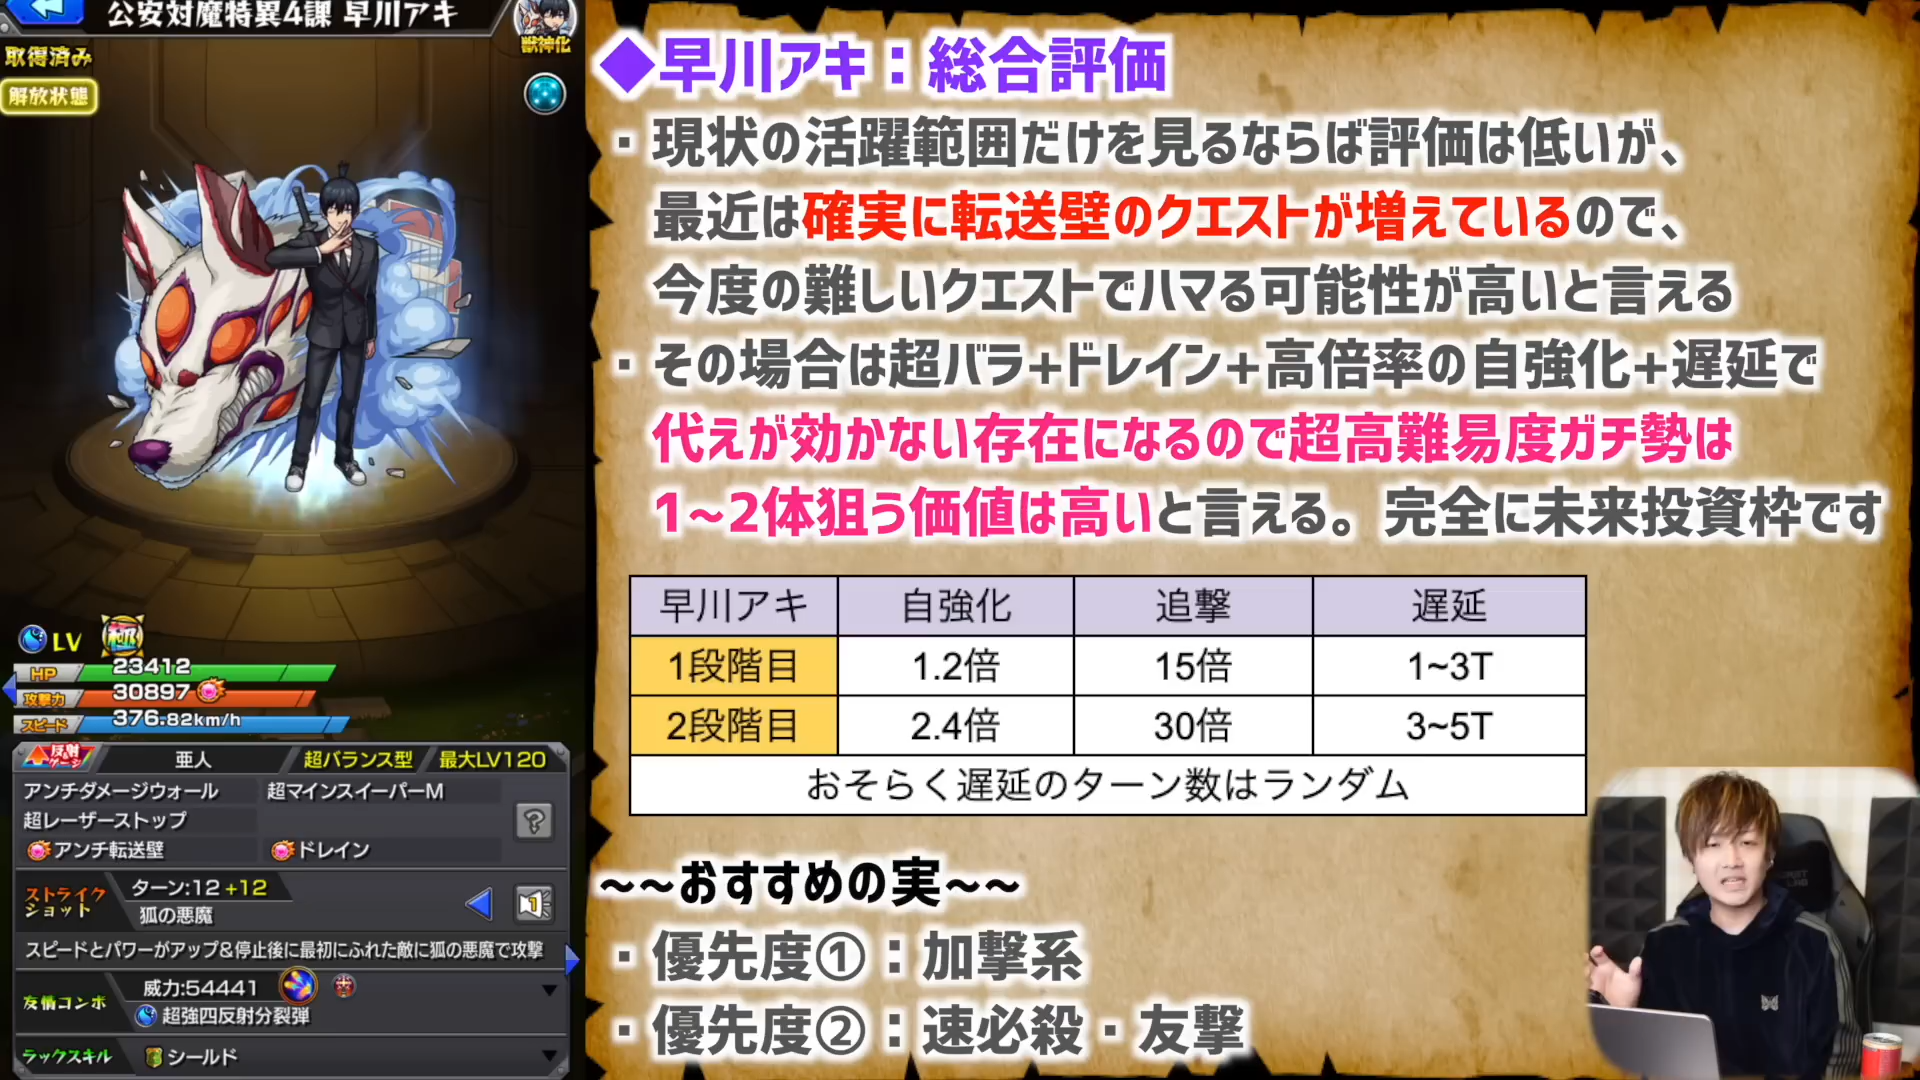 公安対魔特異4課 早川アキ
獣神化
取得済み
解放状態
LV 極
HP 23412
攻撃力 30897
スピード 376.82km/h
反射
ゲージ
亜人 超バランス型 最大LV120
アンチダメージウォール 超マインスイーパーM
超レーザーストップ
アンチ転送壁 ドレイン
?
ストライク
ショット
ターン:12+12
狐の悪魔
1
スピードとパワーがアップ&停止後に最初にふれた敵に狐の悪魔で攻撃
友情コンボ 威力:54441
超強四反射分裂弾
ラックスキル シールド
◆早川アキ：総合評価
・現状の活躍範囲だけを見るならば評価は低いが、
最近は確実に転送壁のクエストが増えているので、
今度の難しいクエストでハマる可能性が高いと言える
・その場合は超バラ+ドレイン+高倍率の自強化+遅延で
代えが効かない存在になるので超高難易度ガチ勢は
1~2体狙う価値は高いと言える。完全に未来投資枠です
早川アキ 自強化 追撃 遅延
1段階目 1.2倍 15倍 1~3T
2段階目 2.4倍 30倍 3~5T
おそらく遅延のターン数はランダム
~~おすすめの実~~
・優先度①：加撃系
・優先度②：速必殺・友撃